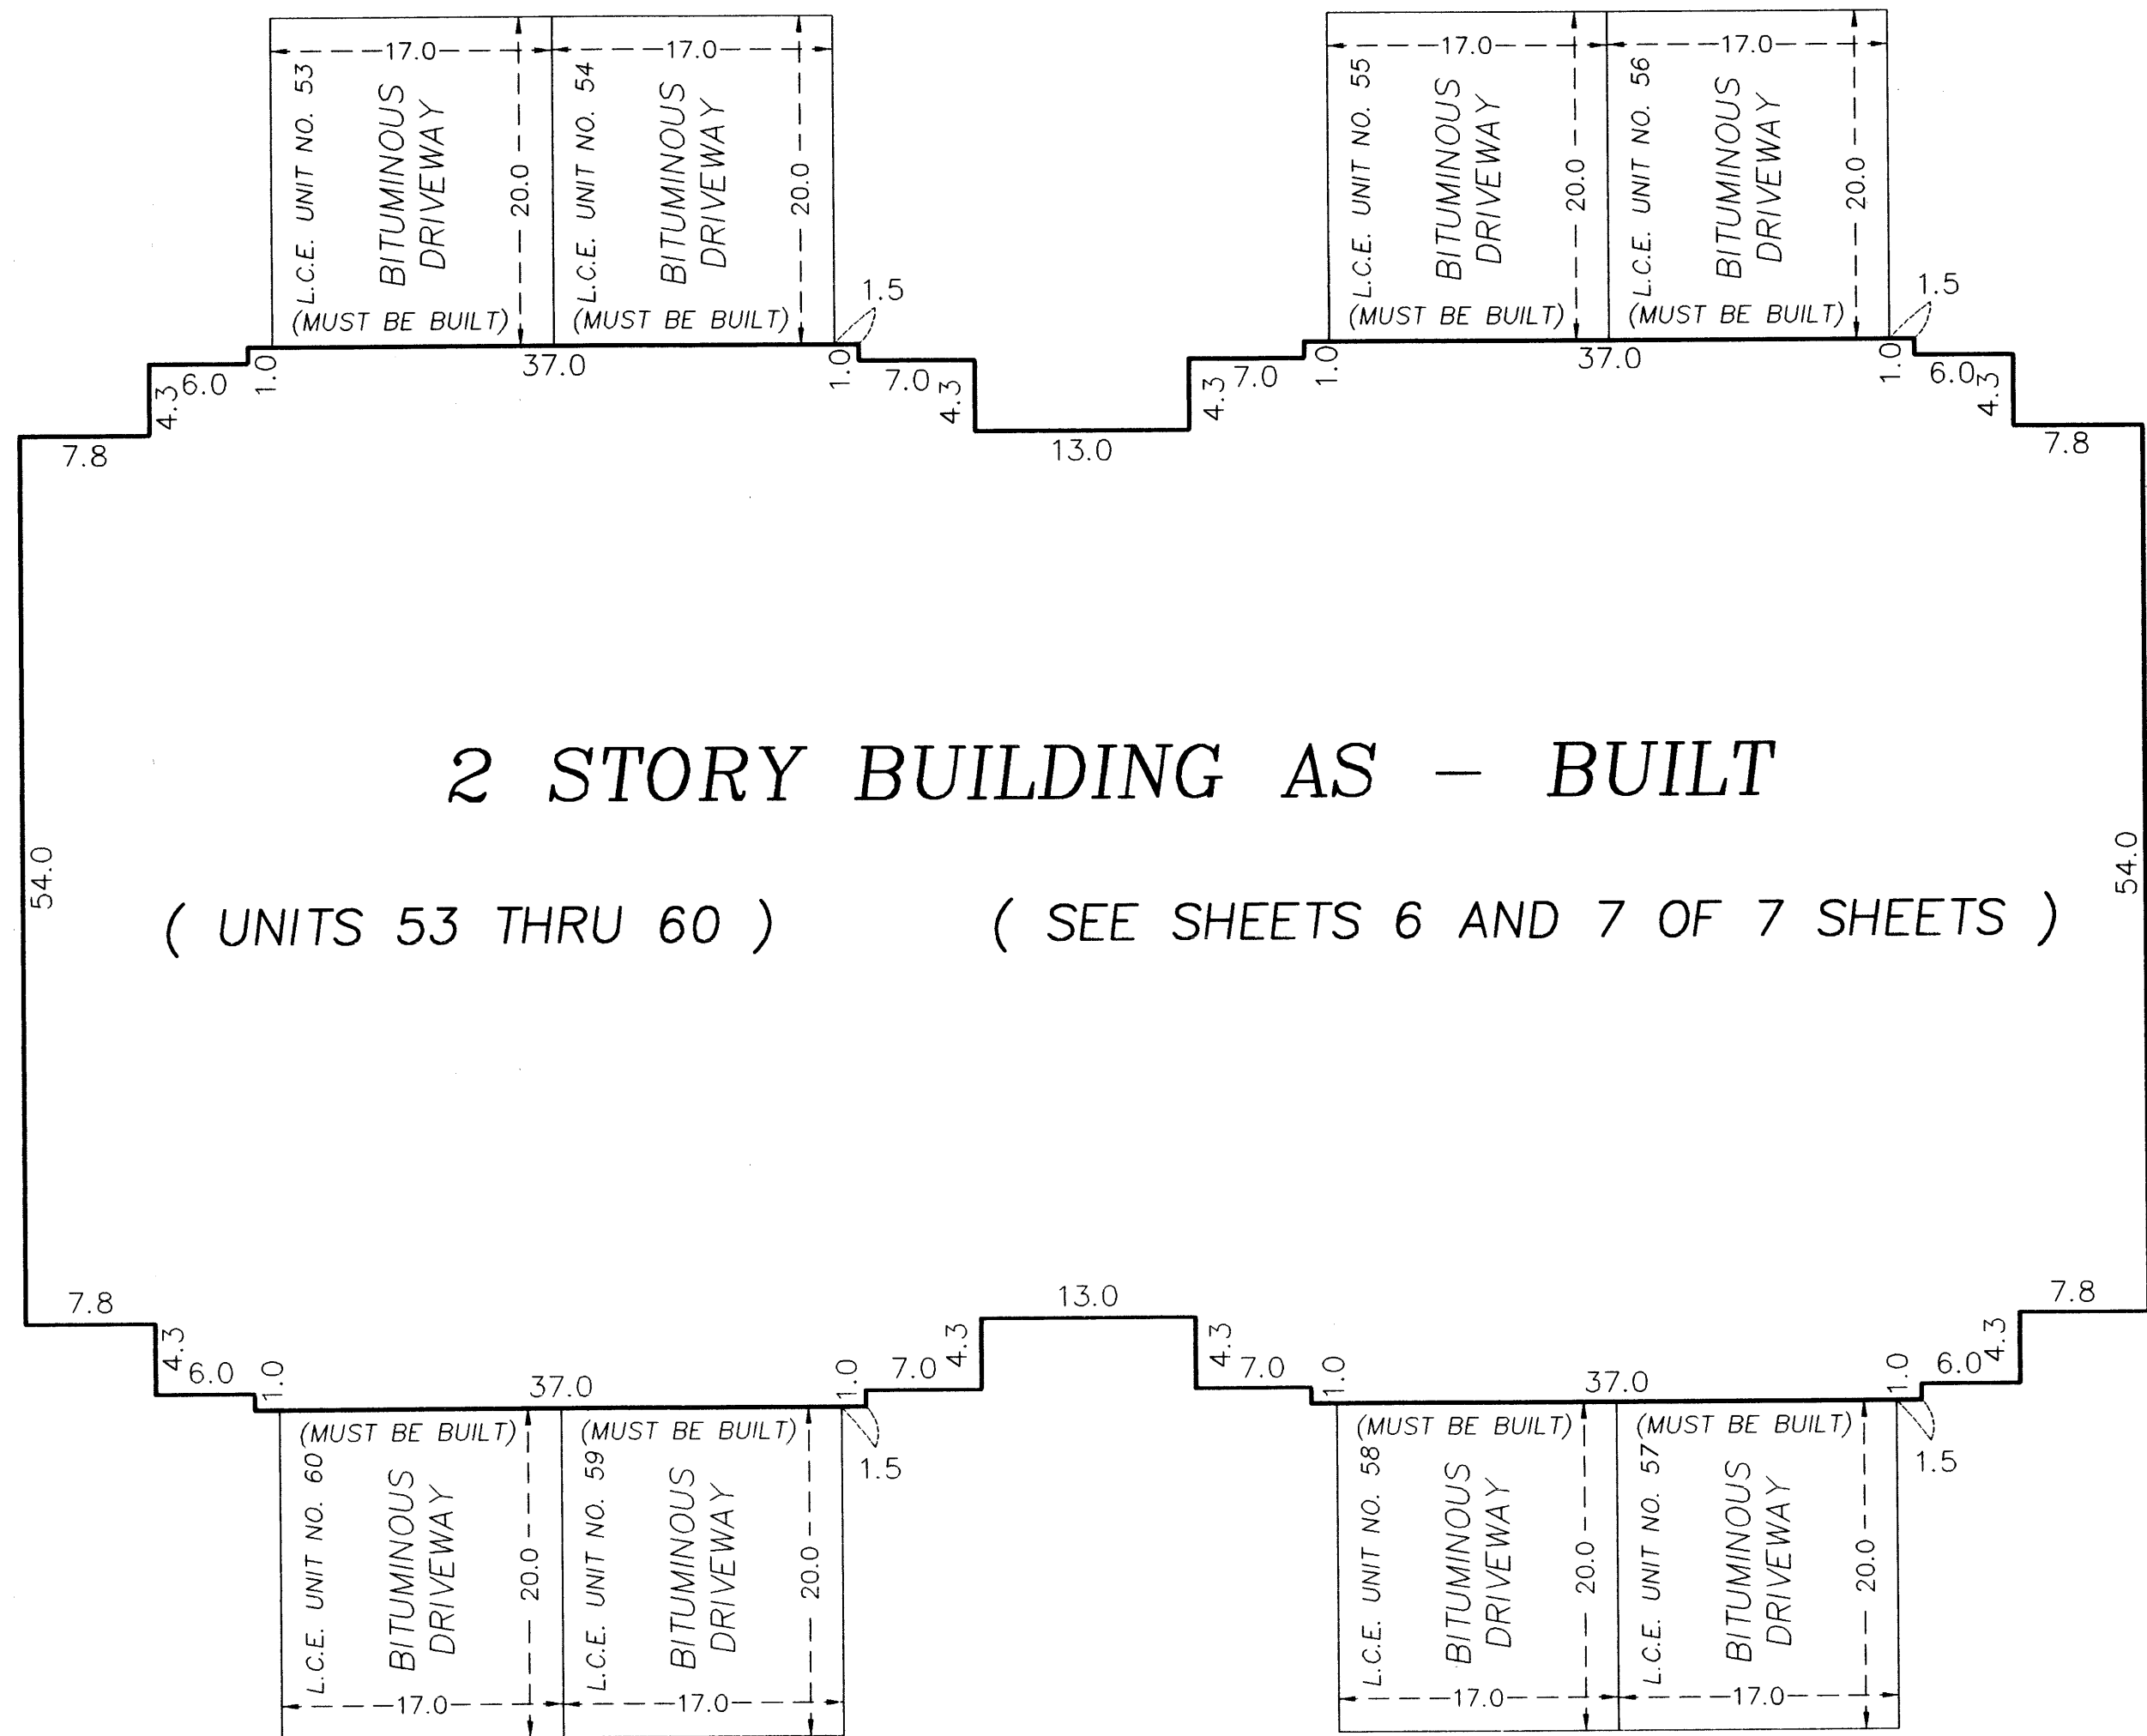 17.0
17.0
17.0
17.0
L.C.E. UNIT NO. 53
BITUMINOUS
DRIVEWAY
20.0
(MUST BE BUILT)
L.C.E. UNIT NO. 54
BITUMINOUS
DRIVEWAY
20.0
(MUST BE BUILT)
1.5
L.C.E. UNIT NO. 55
BITUMINOUS
DRIVEWAY
20.0
(MUST BE BUILT)
L.C.E. UNIT NO. 56
BITUMINOUS
DRIVEWAY
20.0
(MUST BE BUILT)
1.5
7.8
4.3
6.0
1.0
37.0
1.0
7.0
4.3
13.0
4.3
7.0
1.0
37.0
1.0
6.0
4.3
7.8
2 STORY BUILDING AS – BUILT
54.0
54.0
( UNITS 53 THRU 60 )
( SEE SHEETS 6 AND 7 OF 7 SHEETS )
7.8
4.3
6.0
1.0
37.0
1.0
7.0
4.3
13.0
4.3
7.0
1.0
37.0
1.0
6.0
4.3
7.8
(MUST BE BUILT)
L.C.E. UNIT NO. 60
BITUMINOUS
DRIVEWAY
20.0
(MUST BE BUILT)
L.C.E. UNIT NO. 59
BITUMINOUS
DRIVEWAY
20.0
1.5
(MUST BE BUILT)
L.C.E. UNIT NO. 58
BITUMINOUS
DRIVEWAY
20.0
(MUST BE BUILT)
L.C.E. UNIT NO. 57
BITUMINOUS
DRIVEWAY
20.0
1.5
17.0
17.0
17.0
17.0